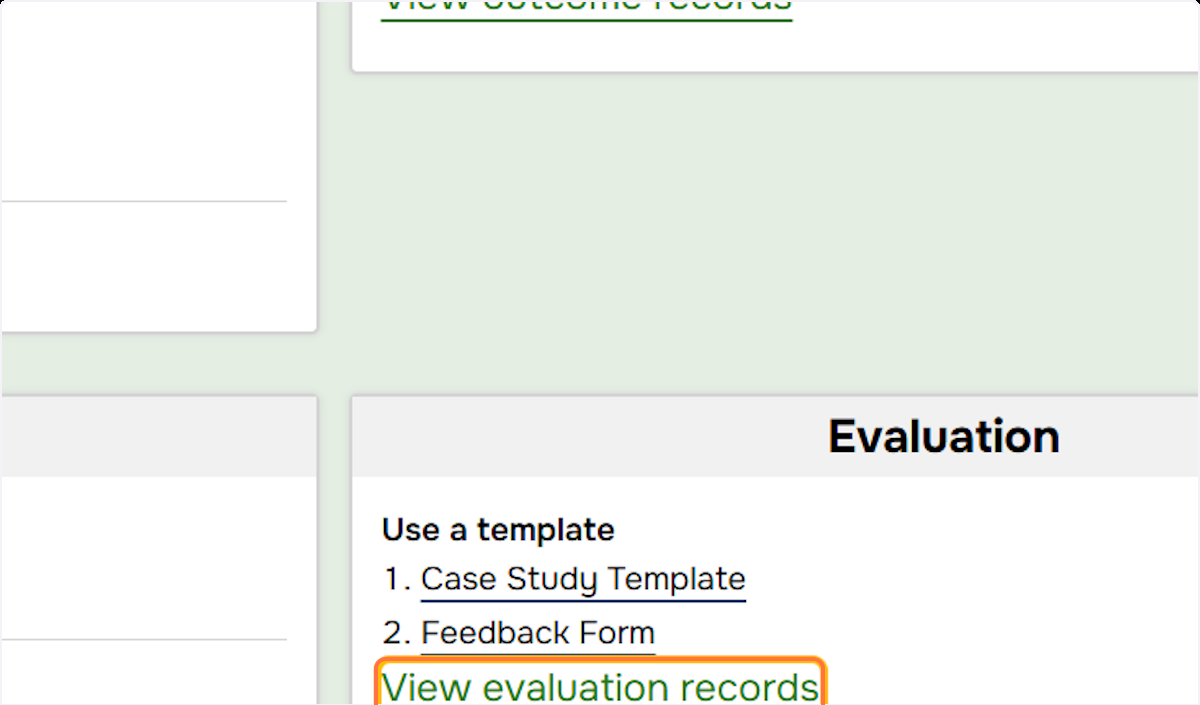 View outcome records
Evaluation
Use a template
1. Case Study Template
2. Feedback Form
View evaluation records